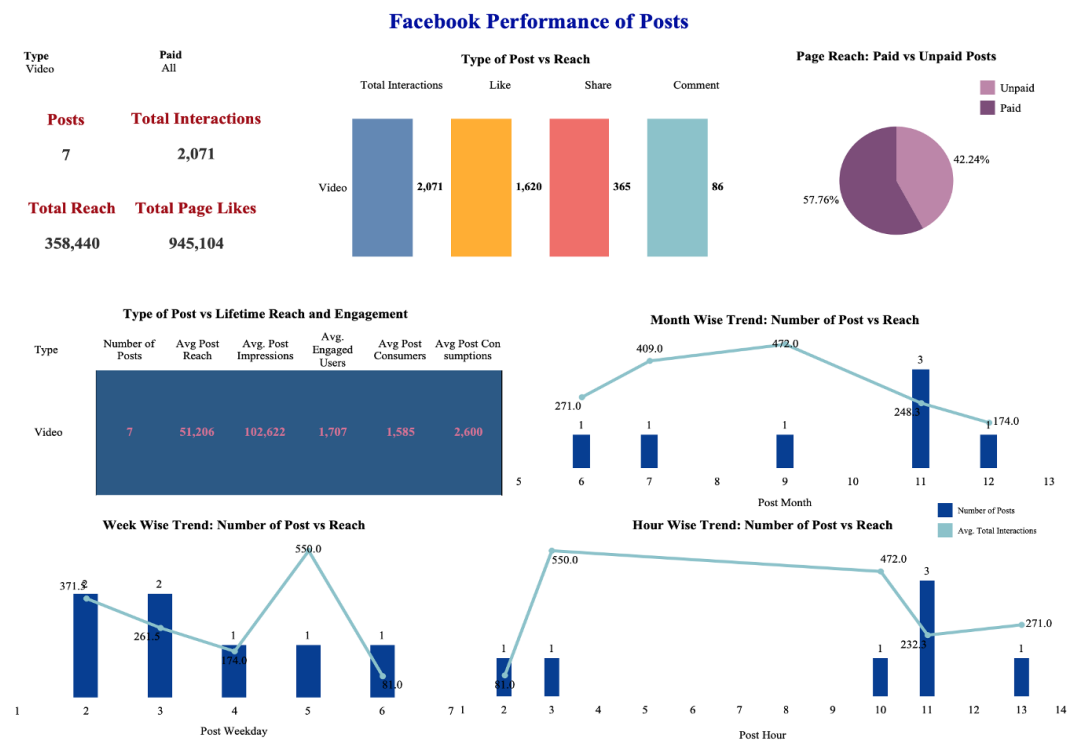 Facebook Performance of Posts
Type
Video
Paid
All
Posts
7
Total Interactions
2,071
Total Reach
358,440
Total Page Likes
945,104
Type of Post vs Reach
Total Interactions Like Share Comment
Video 2,071 1,620 365 86
Page Reach: Paid vs Unpaid Posts
Unpaid
Paid
42.24%
57.76%
Type of Post vs Lifetime Reach and Engagement
Type
Number of
Posts
Avg Post
Reach
Avg. Post
Impressions
Avg.
Engaged
Users
Avg Post
Consumers
Avg Post Con
sumptions
Video 7 51,206 102,622 1,707 1,585 2,600
Month Wise Trend: Number of Post vs Reach
271.0 409.0 472.0 248.3 174.0
1 1 1 3 1
5 6 7 8 9 10 11 12 13
Post Month
Number of Posts
Avg. Total Interactions
Week Wise Trend: Number of Post vs Reach
371.5 261.5 174.0 550.0 81.0
2 2 1 1 1
1 2 3 4 5 6 7
Post Weekday
Hour Wise Trend: Number of Post vs Reach
81.0 550.0 472.0 232.3 271.0
1 1 1 3 1
1 2 3 4 5 6 7 8 9 10 11 12 13 14
Post Hour